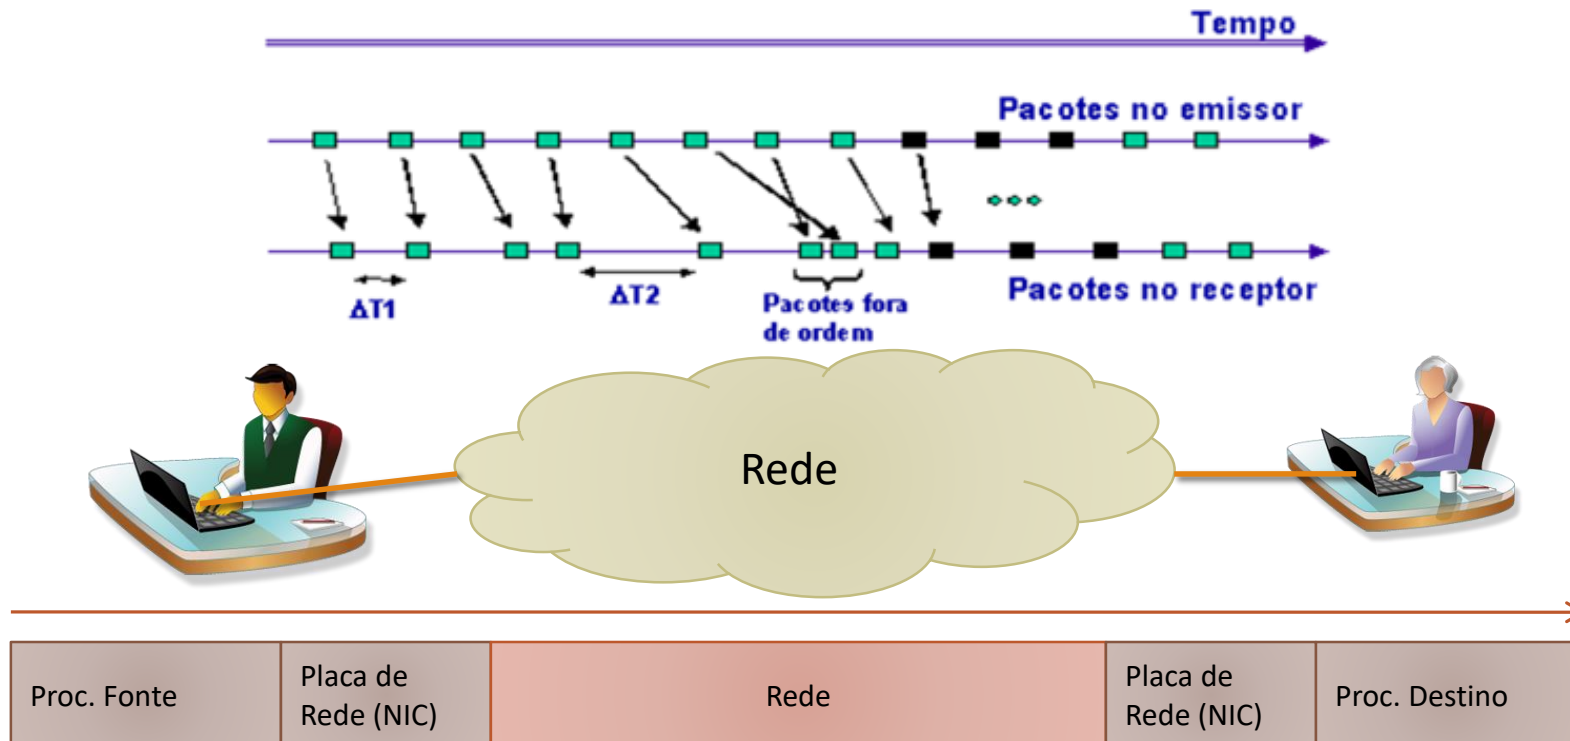 Tempo
Pacotes no emissor
ΔT1
ΔT2
Pacotes fora
de ordem
Pacotes no receptor
Rede
Proc. Fonte
Placa de
Rede (NIC)
Rede
Placa de
Rede (NIC)
Proc. Destino